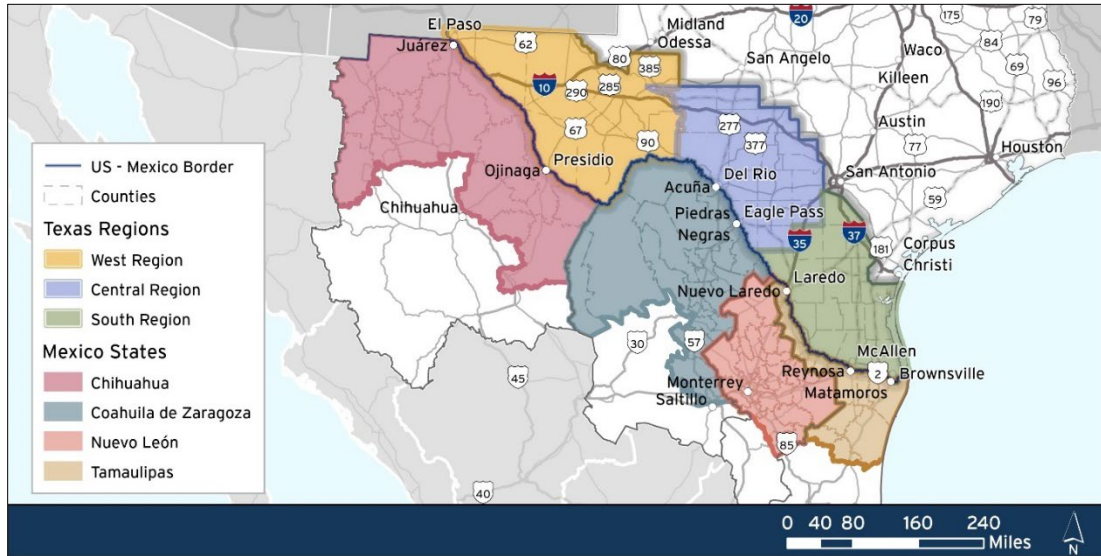 El Paso
Juárez
62
80
Midland
Odessa
385
20
175
79
Waco
84
69
96
San Angelo
Killeen
10
290
285
190
Austin
277
67
90
377
77
Houston
US - Mexico Border
Counties
Texas Regions
West Region
Central Region
South Region
Mexico States
Chihuahua
Coahuila de Zaragoza
Nuevo León
Tamaulipas
Ojinaga
Presidio
Acuña
Del Rio
San Antonio
59
Chihuahua
Piedras
Negras
Eagle Pass
35
37
181
Corpus
Christi
Nuevo Laredo
Laredo
30
57
McAllen
Reynosa
2
Brownsville
45
Monterrey
Matamoros
Saltillo
85
40
0 40 80 160 240
Miles
N